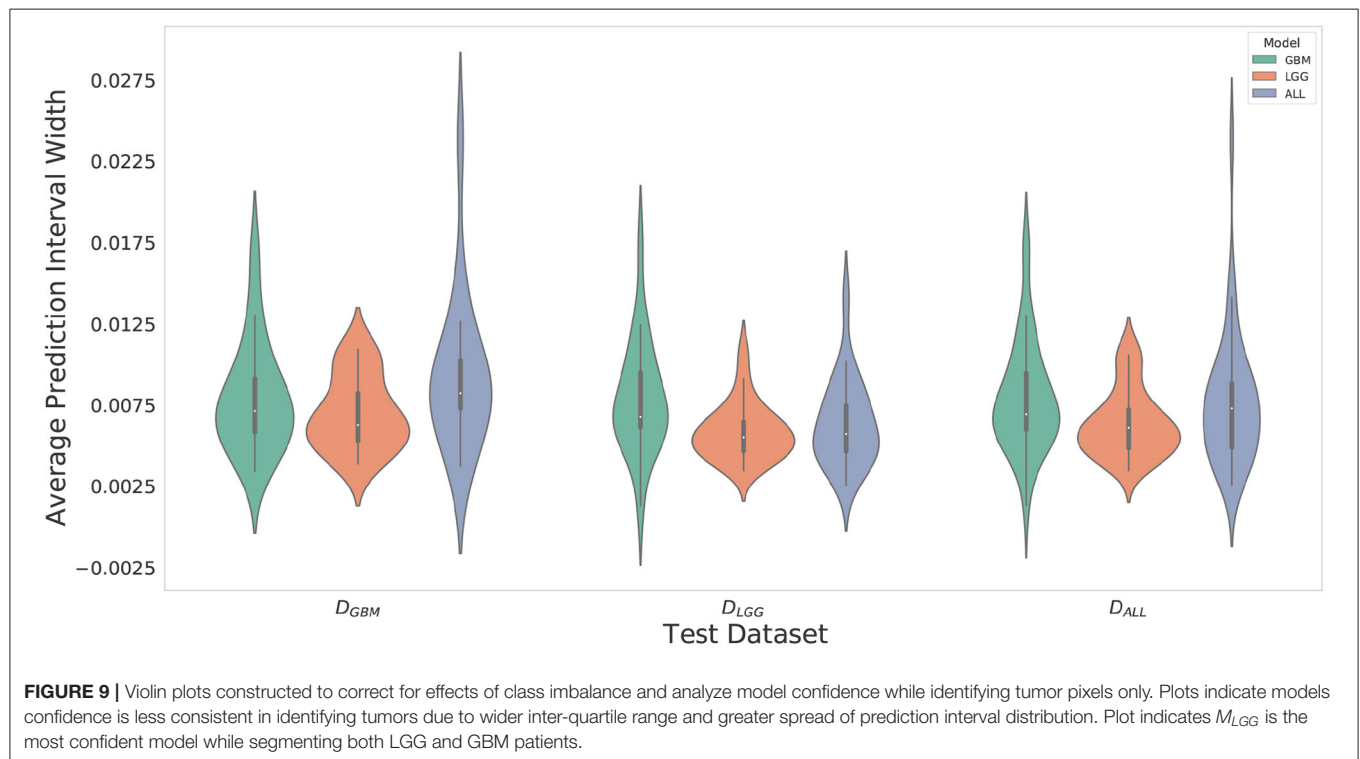 Average Prediction Interval Width
0.0275
0.0225
0.0175
0.0125
0.0075
0.0025
−0.0025
Model
GBM
LGG
ALL
D_GBM
D_LGG
D_ALL
Test Dataset
FIGURE 9 | Violin plots constructed to correct for effects of class imbalance and analyze model confidence while identifying tumor pixels only. Plots indicate models
confidence is less consistent in identifying tumors due to wider inter-quartile range and greater spread of prediction interval distribution. Plot indicates M_LGG is the
most confident model while segmenting both LGG and GBM patients.